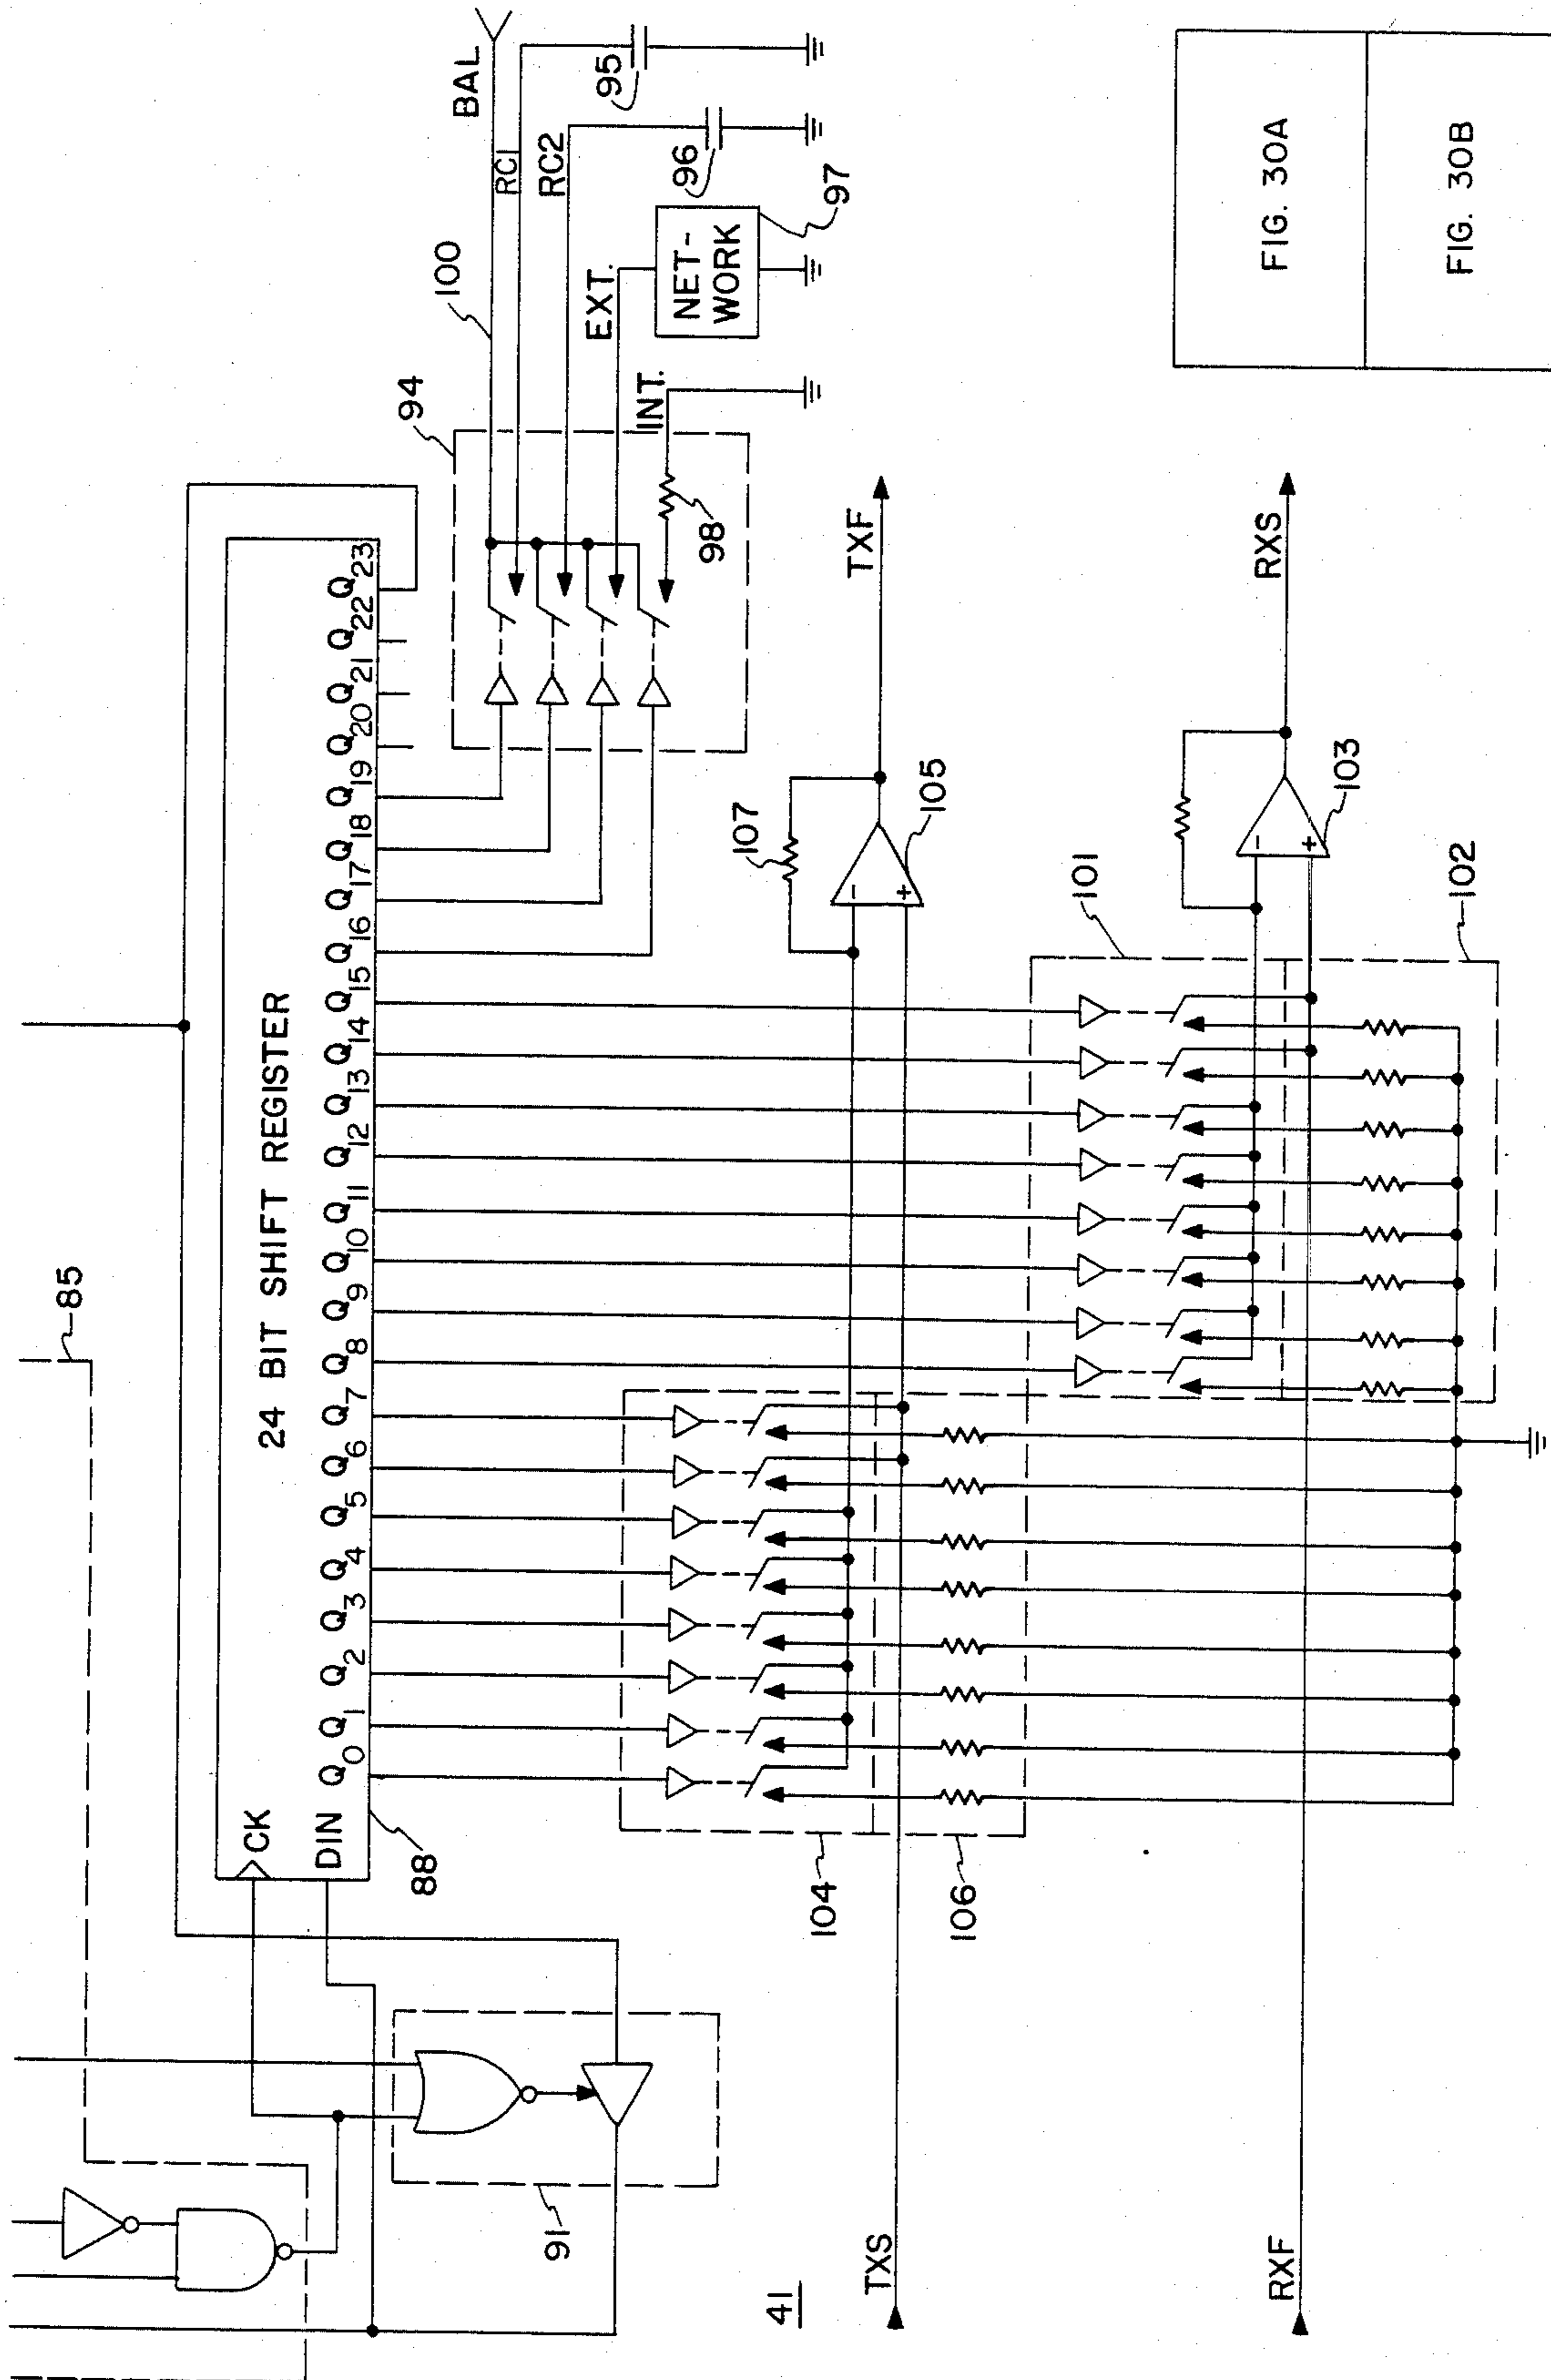 85
CK
24 BIT SHIFT REGISTER
DIN
Q0 Q1 Q2 Q3 Q4 Q5 Q6 Q7 Q8 Q9 Q10 Q11 Q12 Q13 Q14 Q15 Q16 Q17 Q18 Q19 Q20 Q21 Q22 Q23
88
91
94
100
BAL
RC1
95
RC2
96
EXT.
NET-
WORK
97
INT.
98
41
TXS
104
106
107
-
+
105
TXF
RXF
101
102
-
+
103
RXS
FIG. 30A
FIG. 30B